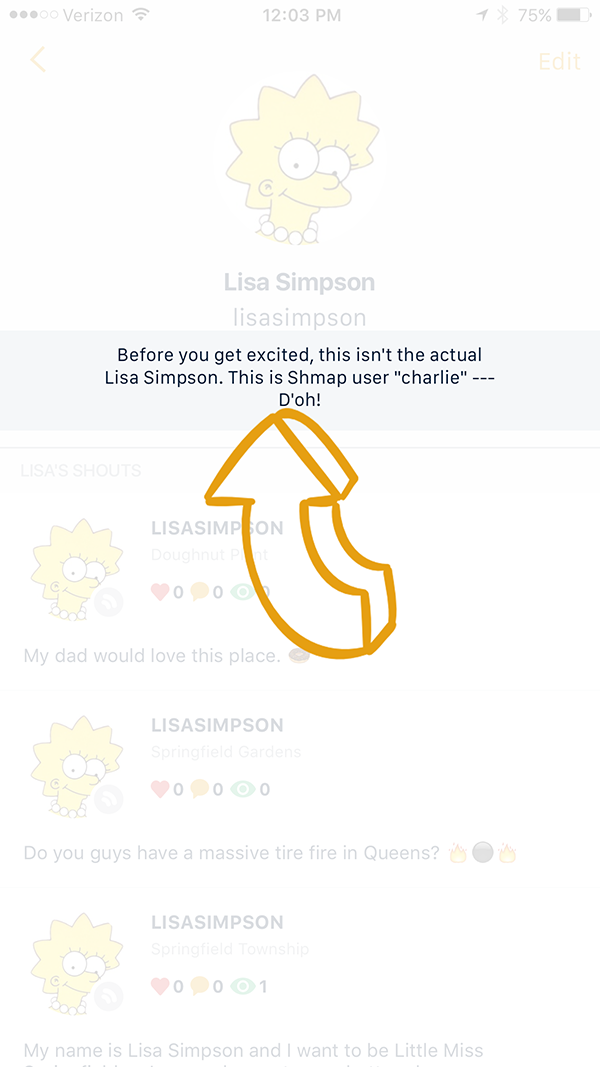 Verizon 12:03 PM 75%
Edit
Lisa Simpson
lisasimpson
Before you get excited, this isn't the actual
Lisa Simpson. This is Shmap user "charlie" ---
D'oh!
LISA'S SHOUTS
LISASIMPSON
Doughnut Plant
0 0 0
My dad would love this place. 🍩
LISASIMPSON
Springfield Gardens
0 0 0
Do you guys have a massive tire fire in Queens? 🔥⚫🔥
LISASIMPSON
Springfield Township
0 0 1
My name is Lisa Simpson and I want to be Little Miss